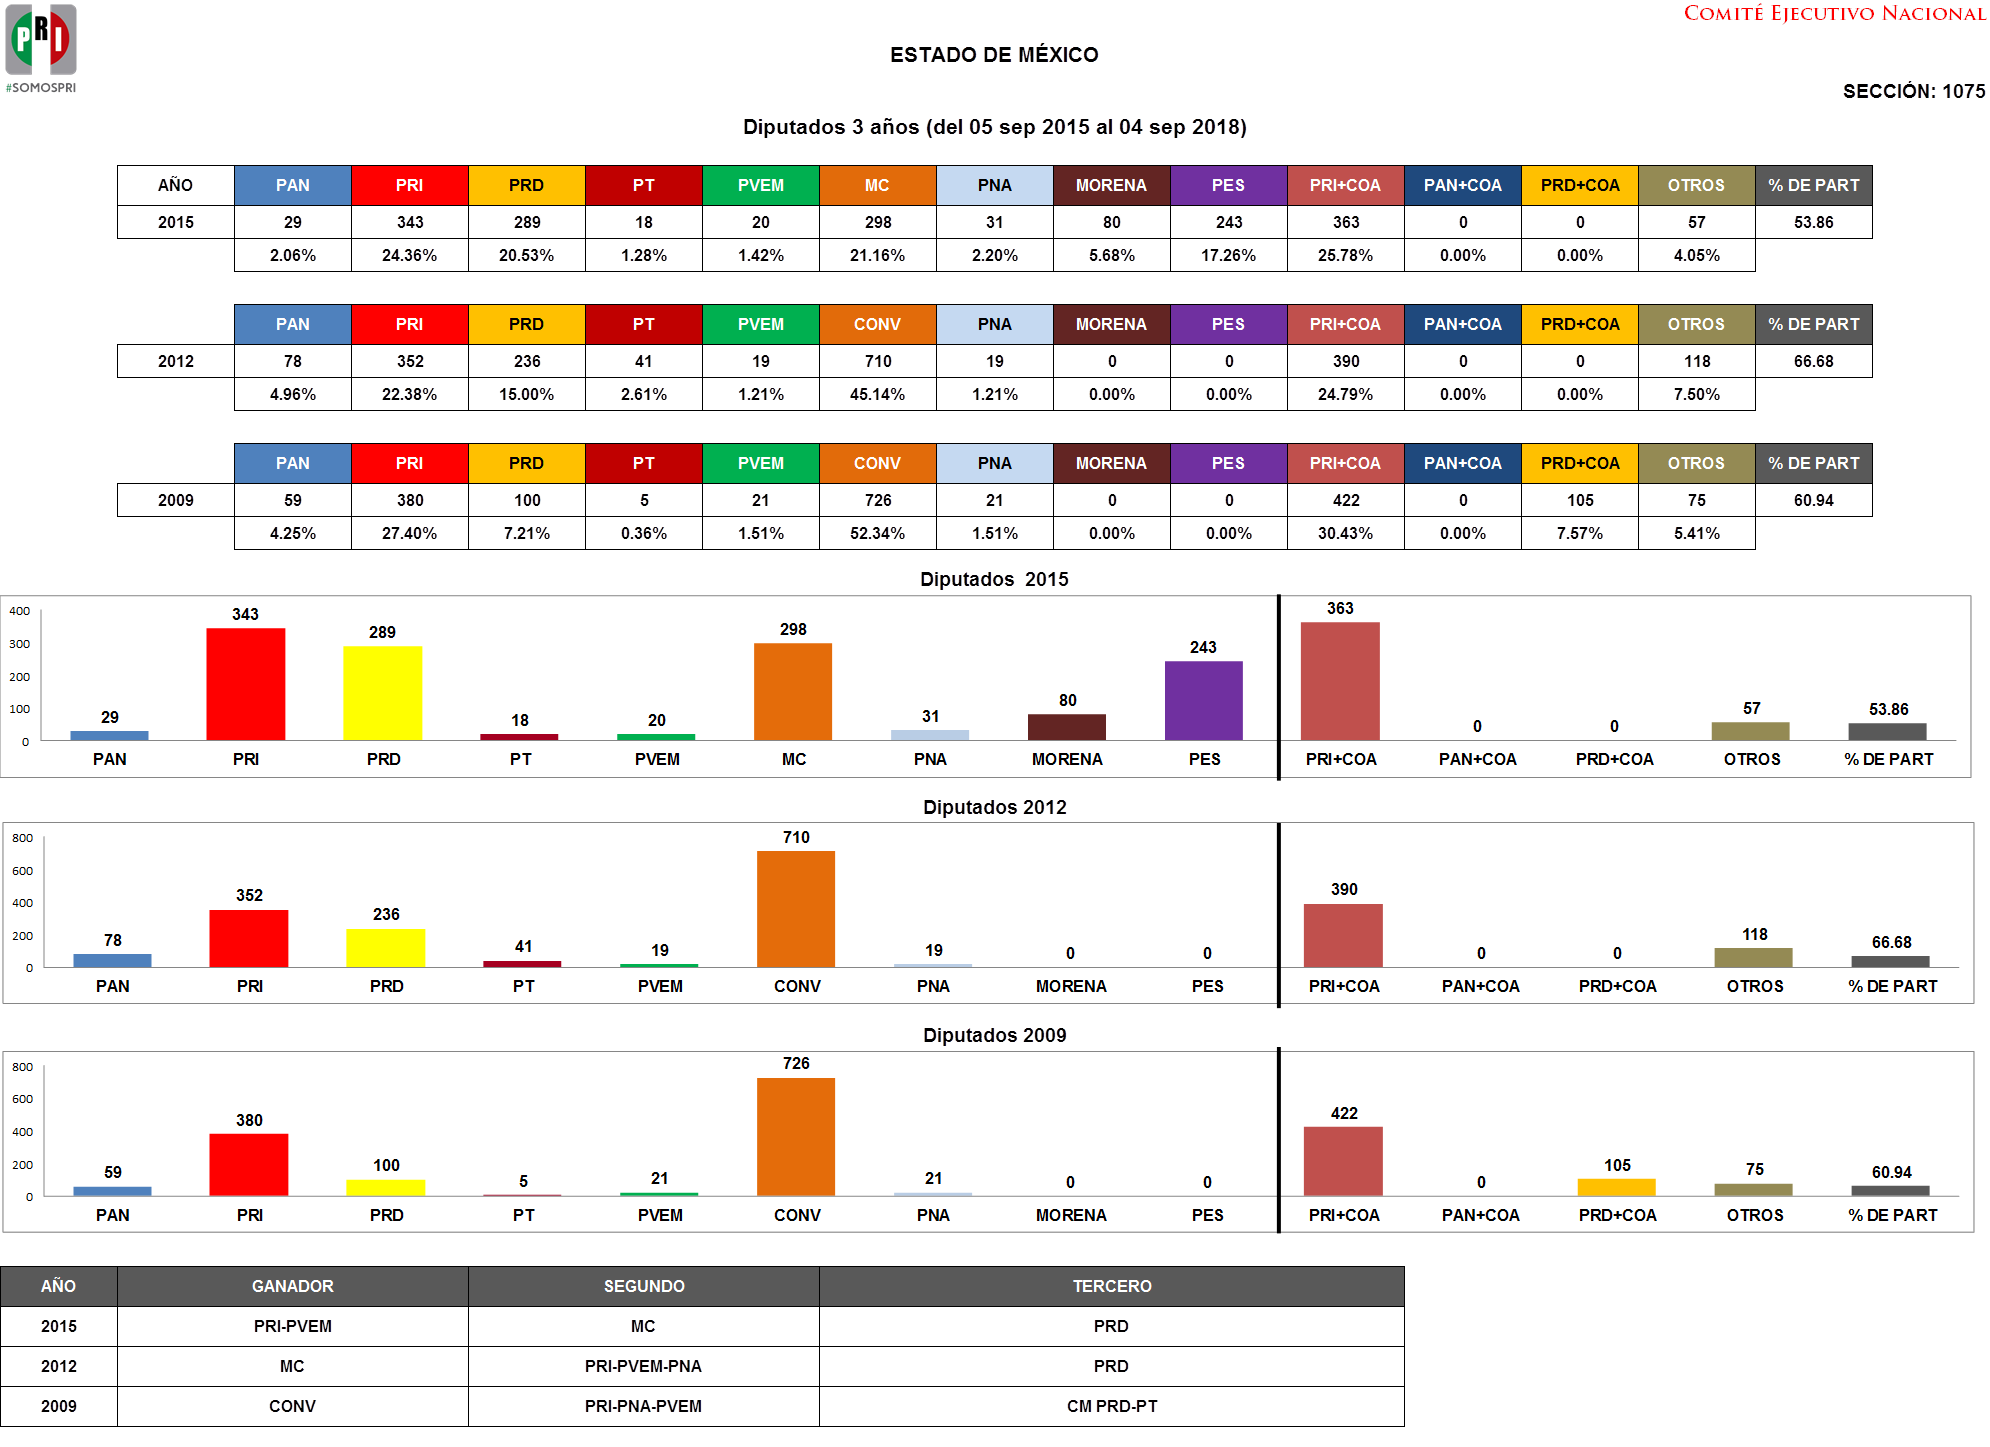 PRI
#SOMOSPRI
COMITÉ EJECUTIVO NACIONAL
ESTADO DE MÉXICO
SECCIÓN: 1075
Diputados 3 años (del 05 sep 2015 al 04 sep 2018)
AÑO PAN PRI PRD PT PVEM MC PNA MORENA PES PRI+COA PAN+COA PRD+COA OTROS % DE PART
2015 29 343 289 18 20 298 31 80 243 363 0 0 57 53.86
2.06% 24.36% 20.53% 1.28% 1.42% 21.16% 2.20% 5.68% 17.26% 25.78% 0.00% 0.00% 4.05%
PAN PRI PRD PT PVEM CONV PNA MORENA PES PRI+COA PAN+COA PRD+COA OTROS % DE PART
2012 78 352 236 41 19 710 19 0 0 390 0 0 118 66.68
4.96% 22.38% 15.00% 2.61% 1.21% 45.14% 1.21% 0.00% 0.00% 24.79% 0.00% 0.00% 7.50%
PAN PRI PRD PT PVEM CONV PNA MORENA PES PRI+COA PAN+COA PRD+COA OTROS % DE PART
2009 59 380 100 5 21 726 21 0 0 422 0 105 75 60.94
4.25% 27.40% 7.21% 0.36% 1.51% 52.34% 1.51% 0.00% 0.00% 30.43% 0.00% 7.57% 5.41%
Diputados 2015
400
300
200
100
0
29 343 289 18 20 298 31 80 243 363 0 0 57 53.86
PAN PRI PRD PT PVEM MC PNA MORENA PES PRI+COA PAN+COA PRD+COA OTROS % DE PART
Diputados 2012
800
600
400
200
0
78 352 236 41 19 710 19 0 0 390 0 0 118 66.68
PAN PRI PRD PT PVEM CONV PNA MORENA PES PRI+COA PAN+COA PRD+COA OTROS % DE PART
Diputados 2009
800
600
400
200
0
59 380 100 5 21 726 21 0 0 422 0 105 75 60.94
PAN PRI PRD PT PVEM CONV PNA MORENA PES PRI+COA PAN+COA PRD+COA OTROS % DE PART
AÑO GANADOR SEGUNDO TERCERO
2015 PRI-PVEM MC PRD
2012 MC PRI-PVEM-PNA PRD
2009 CONV PRI-PNA-PVEM CM PRD-PT